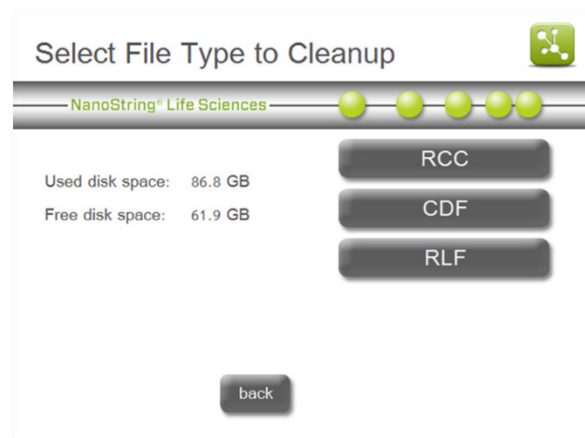 Select File Type to Cleanup
NanoString® Life Sciences
Used disk space: 86.8 GB
Free disk space: 61.9 GB
RCC
CDF
RLF
back